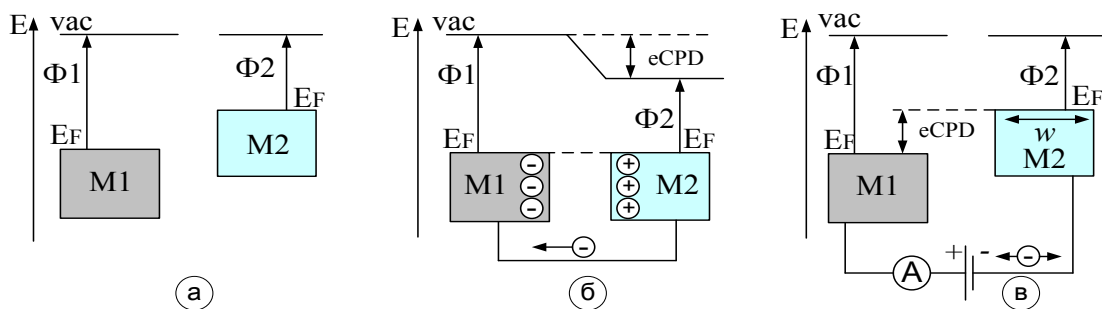 E vac
Φ1
Φ2
EF
EF
M1
M2
а
E vac
Φ1
eCPD
Φ2
EF
EF
M1
- - -
+ + +
M2
-
б
E vac
Φ1
Φ2
EF
eCPD
w
EF
M2
M1
A
+ -
-
в